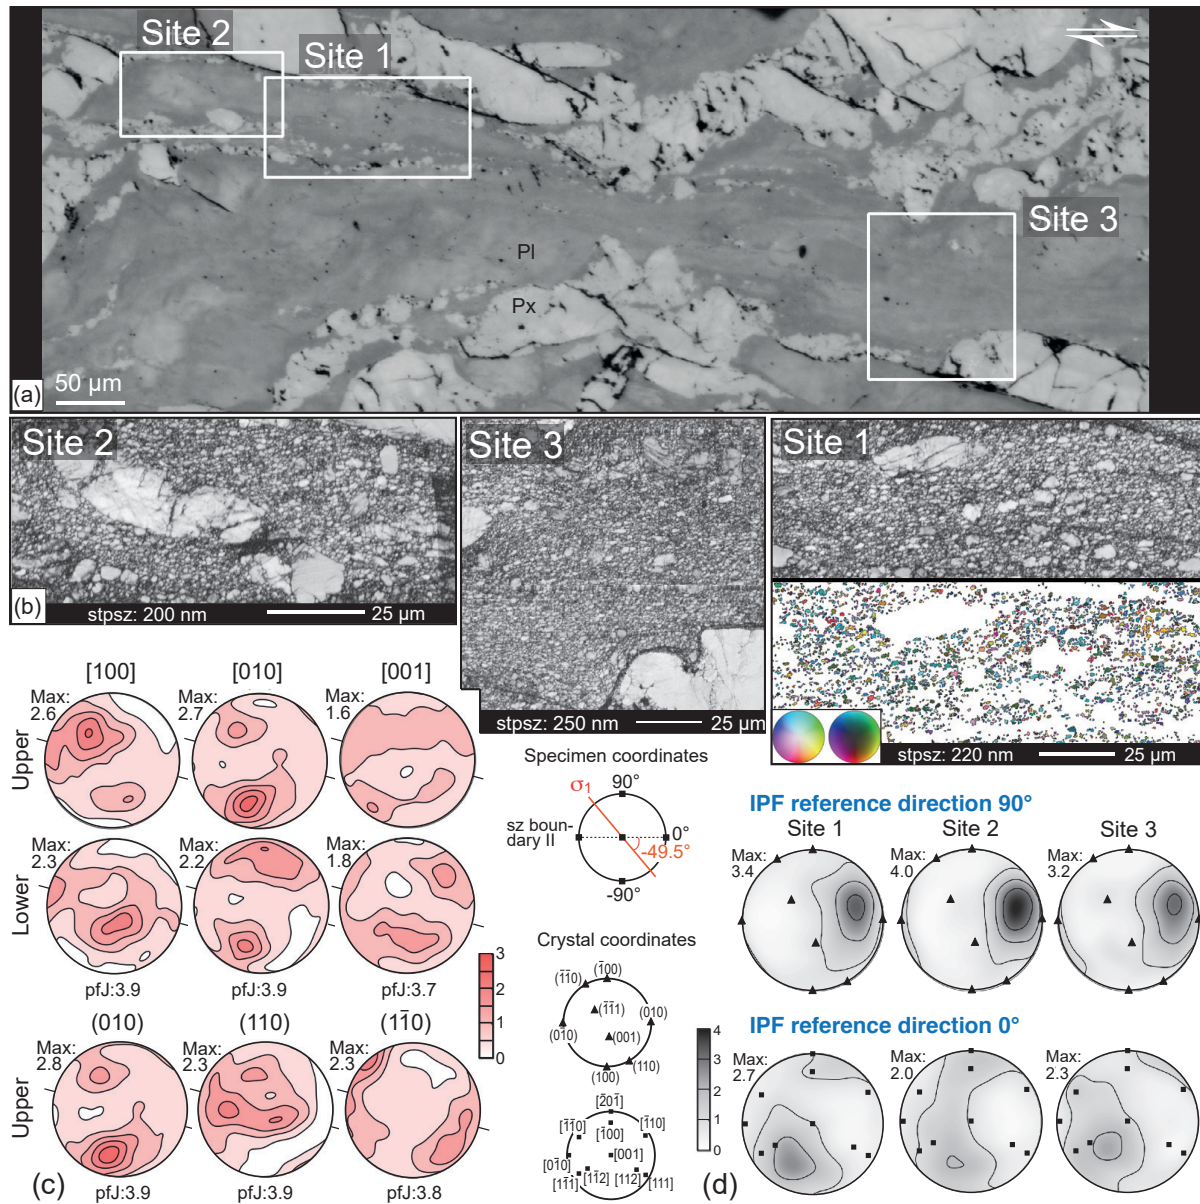 Site 2
Site 1
Site 3
Pl
Px
(a)
50 µm
Site 2
Site 3
Site 1
(b)
stpsz: 200 nm
25 µm
stpsz: 250 nm
25 µm
stpsz: 220 nm
25 µm
[100]
[010]
[001]
Upper
Max:
2.6
Max:
2.7
Max:
1.6
Lower
Max:
2.3
Max:
2.2
Max:
1.8
pfJ:3.9
pfJ:3.9
pfJ:3.7
(010)
(110)
(11̅0)
Upper
Max:
2.8
Max:
2.3
Max:
2.3
pfJ:3.9
pfJ:3.9
pfJ:3.8
(c)
3
2
1
0
Specimen coordinates
90°
σ1
sz boun-
dary II
0°
-49.5°
-90°
Crystal coordinates
(1̅00)
(1̅1̅0)
(1̅1̅1)
(010)
(01̅0)
(001)
(100)
(110)
[2̅01̅]
[1̅1̅0]
[1̅10]
[1̅00]
[01̅0]
[001]
[11̅1]
[11̅2]
[112]
[111]
IPF reference direction 90°
Site 1
Site 2
Site 3
Max:
3.4
Max:
4.0
Max:
3.2
IPF reference direction 0°
4
3
2
1
0
Max:
2.7
Max:
2.0
Max:
2.3
(d)